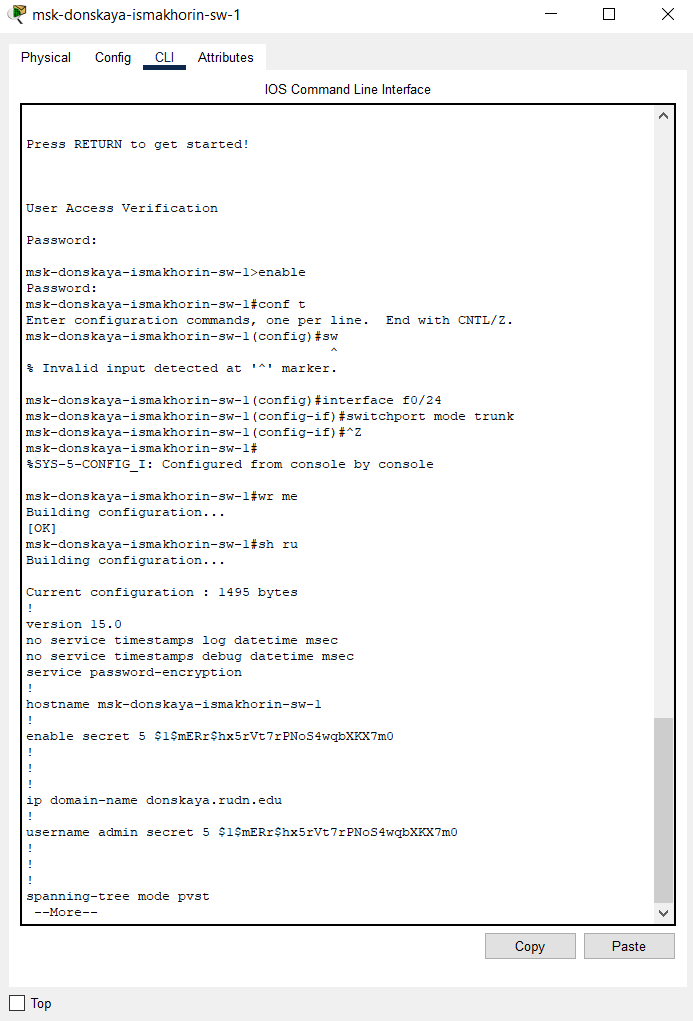 msk-donskaya-ismakhorin-sw-1
Physical Config CLI Attributes
IOS Command Line Interface
Press RETURN to get started!
User Access Verification
Password:
msk-donskaya-ismakhorin-sw-1>enable
Password:
msk-donskaya-ismakhorin-sw-1#conf t
Enter configuration commands, one per line.  End with CNTL/Z.
msk-donskaya-ismakhorin-sw-1(config)#sw
^
% Invalid input detected at '^' marker.
msk-donskaya-ismakhorin-sw-1(config)#interface f0/24
msk-donskaya-ismakhorin-sw-1(config-if)#switchport mode trunk
msk-donskaya-ismakhorin-sw-1(config-if)#^Z
msk-donskaya-ismakhorin-sw-1#
%SYS-5-CONFIG_I: Configured from console by console
msk-donskaya-ismakhorin-sw-1#wr me
Building configuration...
[OK]
msk-donskaya-ismakhorin-sw-1#sh ru
Building configuration...
Current configuration : 1495 bytes
!
version 15.0
no service timestamps log datetime msec
no service timestamps debug datetime msec
service password-encryption
!
hostname msk-donskaya-ismakhorin-sw-1
!
enable secret 5 $1$mERr$hx5rVt7rPNoS4wqbXKX7m0
!
!
!
ip domain-name donskaya.rudn.edu
!
username admin secret 5 $1$mERr$hx5rVt7rPNoS4wqbXKX7m0
!
!
!
spanning-tree mode pvst
--More--
Copy Paste
Top